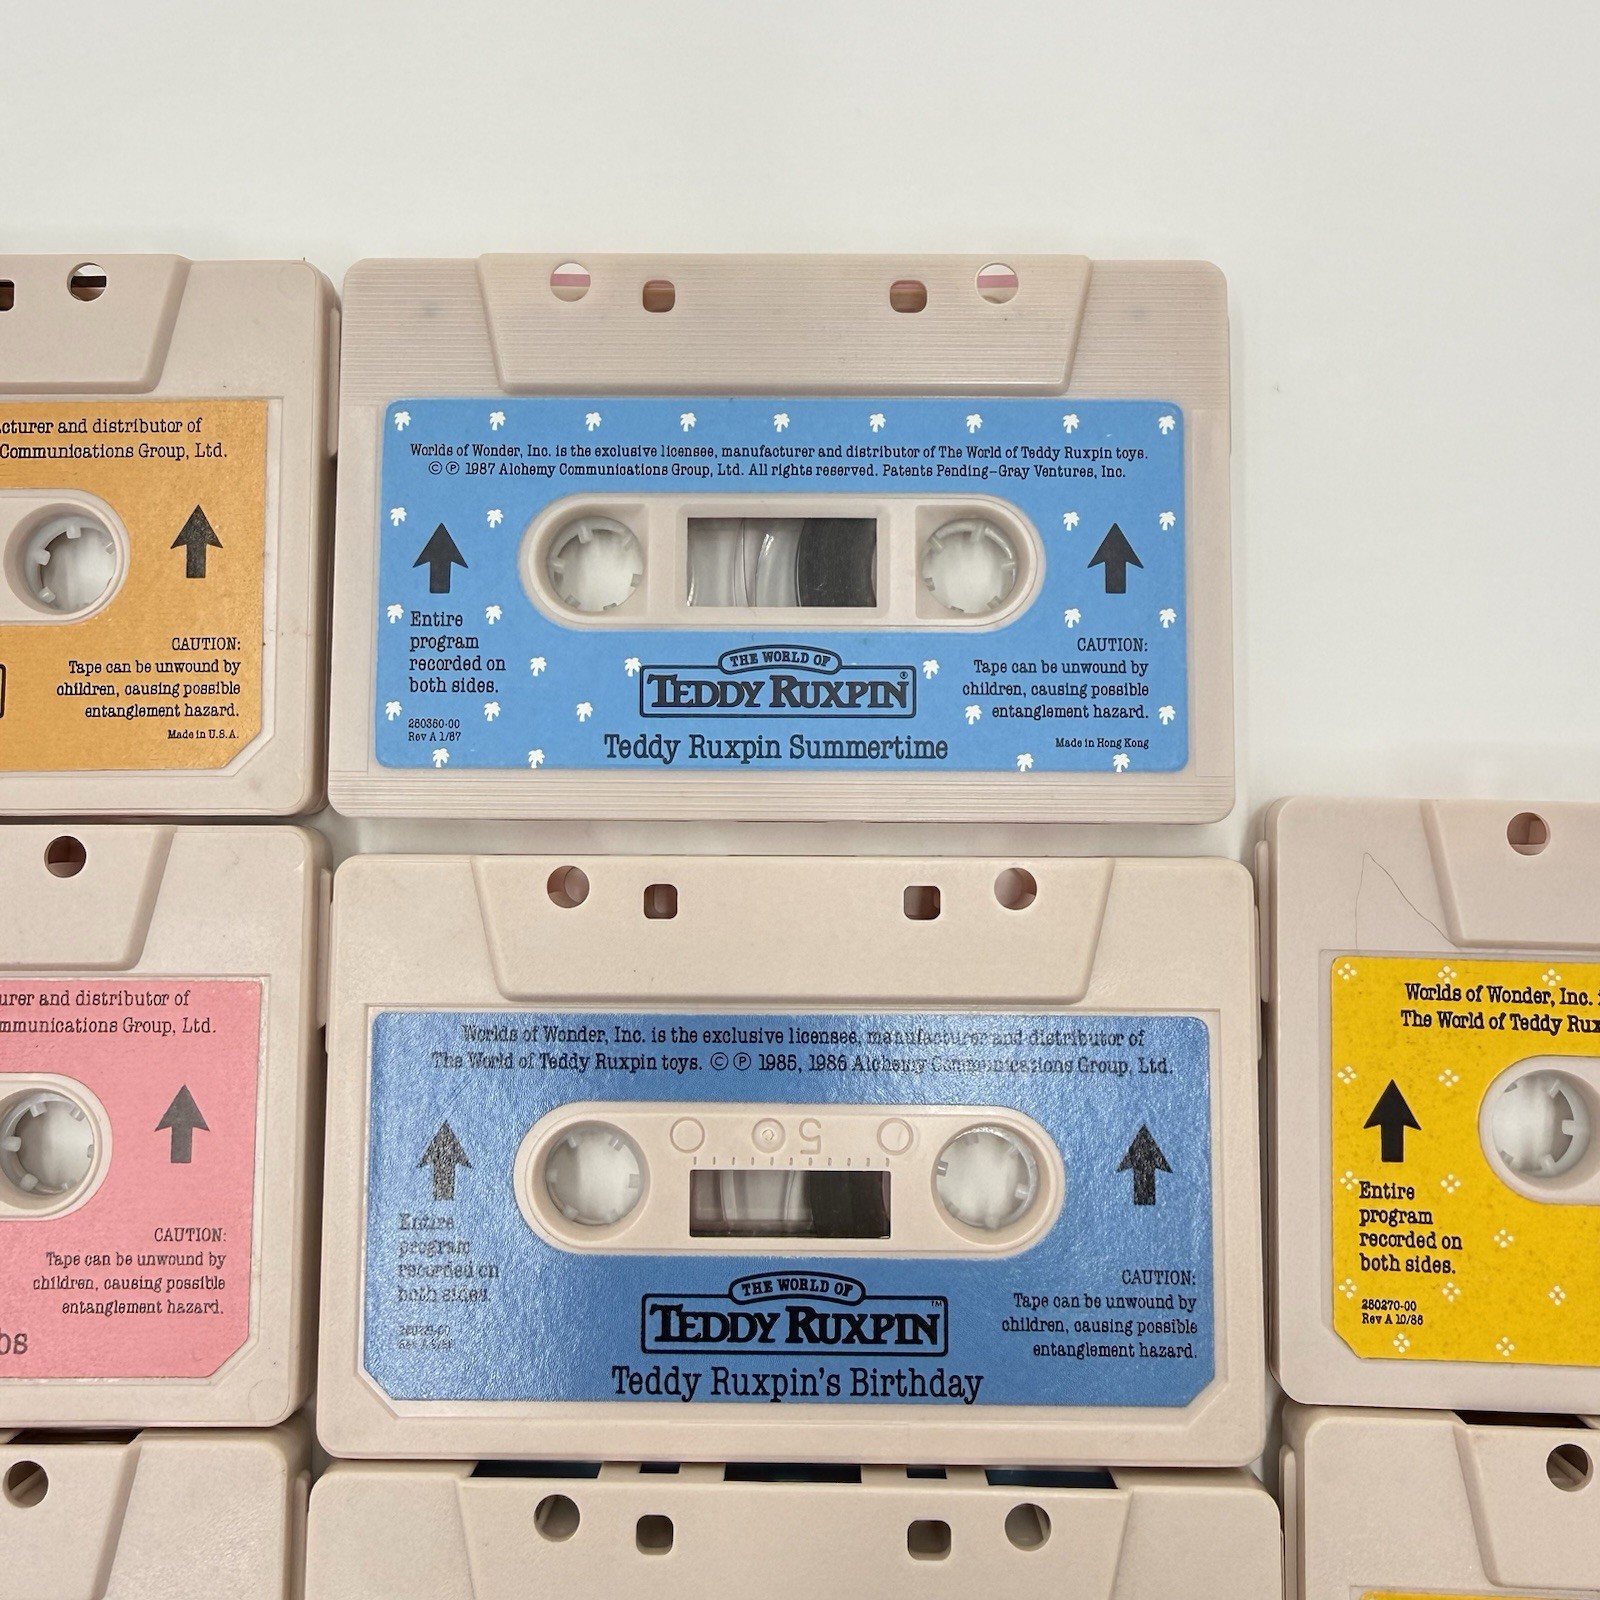 cturer and distributor of
Communications Group, Ltd.
CAUTION:
Tape can be unwound by
children, causing possible
entanglement hazard.
Made in U.S.A.
Worlds of Wonder, Inc. is the exclusive licensee, manufacturer and distributor of The World of Teddy Ruxpin toys.
© ℗ 1987 Alchemy Communications Group, Ltd. All rights reserved. Patents Pending—Gray Ventures, Inc.
Entire
program
recorded on
both sides.
280360-00
Rev A 1/87
THE WORLD OF
TEDDY RUXPIN®
Teddy Ruxpin Summertime
CAUTION:
Tape can be unwound by
children, causing possible
entanglement hazard.
Made in Hong Kong
urer and distributor of
mmunications Group, Ltd.
CAUTION:
Tape can be unwound by
children, causing possible
entanglement hazard.
bs
Worlds of Wonder, Inc. is the exclusive licensee, manufacturer and distributor of
The World of Teddy Ruxpin toys. © ℗ 1985, 1986 Alchemy Communications Group, Ltd.
50
Entire
program
recorded on
both sides.
THE WORLD OF
TEDDY RUXPIN™
Teddy Ruxpin's Birthday
CAUTION:
Tape can be unwound by
children, causing possible
entanglement hazard.
Worlds of Wonder, Inc.
The World of Teddy Rux
Entire
program
recorded on
both sides.
280270-00
Rev A 10/86